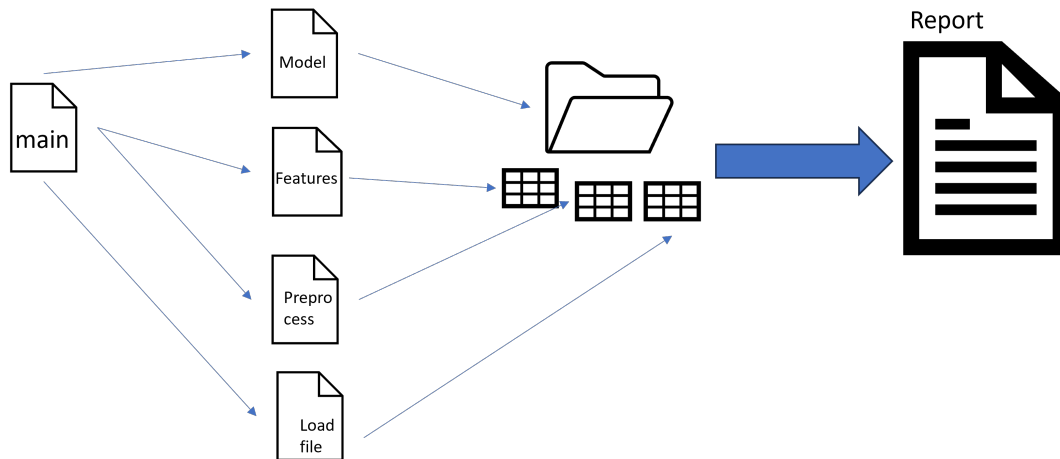 Report
Model
main
Features
Prepro
cess
Load
file